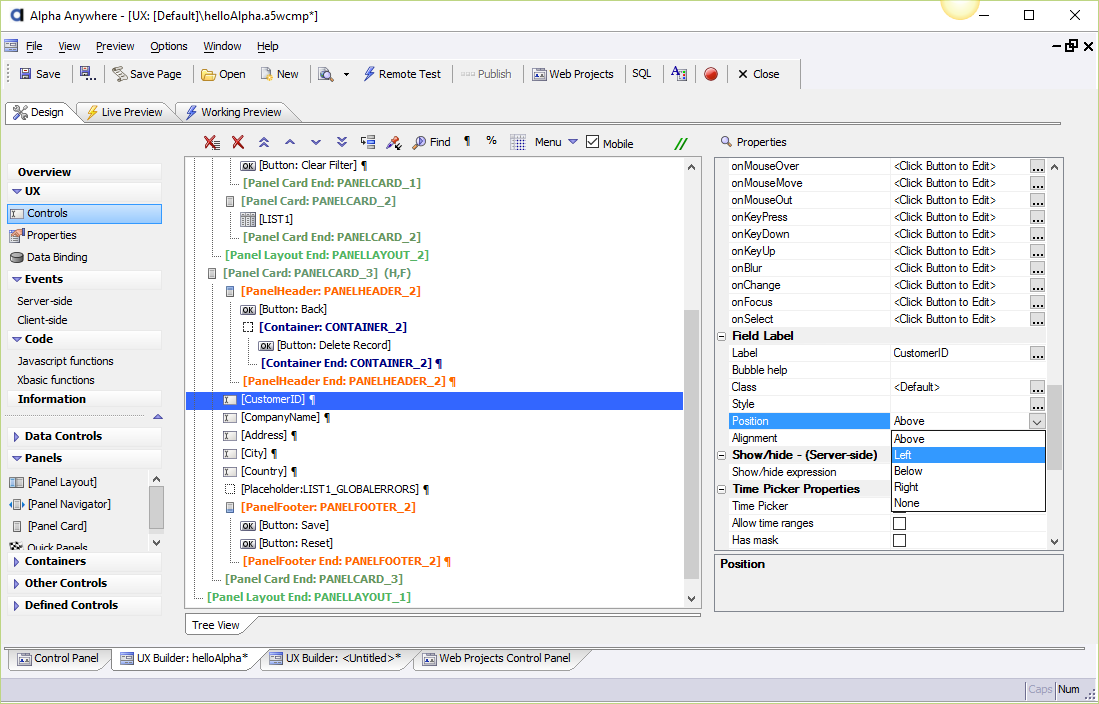 Alpha Anywhere - [UX: [Default]\helloAlpha.a5wcmp*]
File View Preview Options Window Help
Save Save Page Open New Remote Test Publish Web Projects SQL Close
Design Live Preview Working Preview
Find ¶ % Menu Mobile
Overview
UX
Controls
Properties
Data Binding
Events
Server-side
Client-side
Code
Javascript functions
Xbasic functions
Information
Data Controls
Panels
[Panel Layout]
[Panel Navigator]
[Panel Card]
Quick Panels
Containers
Other Controls
Defined Controls
[Button: Clear Filter] ¶
[Panel Card End: PANELCARD_1]
[Panel Card: PANELCARD_2]
[LIST1]
[Panel Card End: PANELCARD_2]
[Panel Layout End: PANELLAYOUT_2]
[Panel Card: PANELCARD_3] (H,F)
[PanelHeader: PANELHEADER_2]
[Button: Back]
[Container: CONTAINER_2]
[Button: Delete Record]
[Container End: CONTAINER_2] ¶
[PanelHeader End: PANELHEADER_2] ¶
[CustomerID] ¶
[CompanyName] ¶
[Address] ¶
[City] ¶
[Country] ¶
[Placeholder:LIST1_GLOBALERRORS] ¶
[PanelFooter: PANELFOOTER_2]
[Button: Save]
[Button: Reset]
[PanelFooter End: PANELFOOTER_2] ¶
[Panel Card End: PANELCARD_3]
[Panel Layout End: PANELLAYOUT_1]
Tree View
Properties
onMouseOver <Click Button to Edit> ...
onMouseMove <Click Button to Edit> ...
onMouseOut <Click Button to Edit> ...
onKeyPress <Click Button to Edit> ...
onKeyDown <Click Button to Edit> ...
onKeyUp <Click Button to Edit> ...
onBlur <Click Button to Edit> ...
onChange <Click Button to Edit> ...
onFocus <Click Button to Edit> ...
onSelect <Click Button to Edit> ...
Field Label
Label CustomerID ...
Bubble help
Class <Default> ...
Style ...
Position Above
Alignment
Show/hide - (Server-side)
Show/hide expression
Time Picker Properties
Time Picker
Allow time ranges
Has mask
Above
Left
Below
Right
None
Position
Control Panel UX Builder: helloAlpha* UX Builder: <Untitled>* Web Projects Control Panel
Caps Num